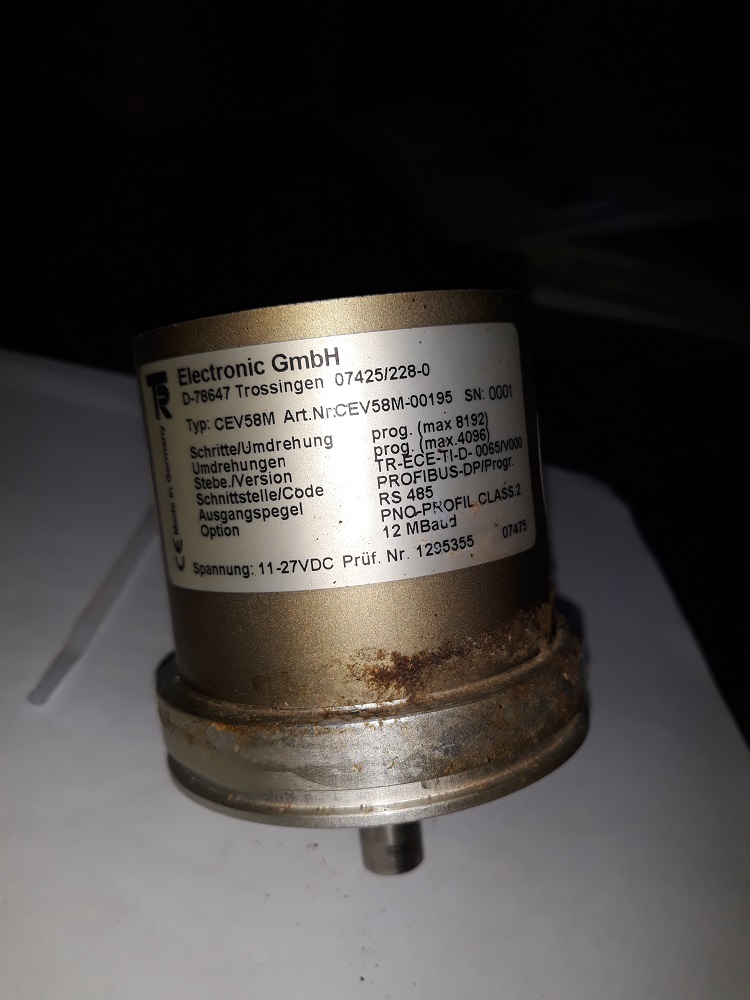 TR
Electronic GmbH
D-78647 Trossingen 07425/228-0
Typ: CEV58M Art.Nr:CEV58M-00195 SN: 0001
Schritte/Umdrehung prog. (max 8192)
Umdrehungen prog. (max.4096)
Stebe./Version TR-ECE-TI-D- 0065/V000
Schnittstelle/Code PROFIBUS-DP/Progr.
Ausgangspegel RS 485
Option PNO-PROFIL CLASS.2
12 MBaud
Spannung: 11-27VDC Prüf. Nr. 1295355 07475
CE Made in Germany